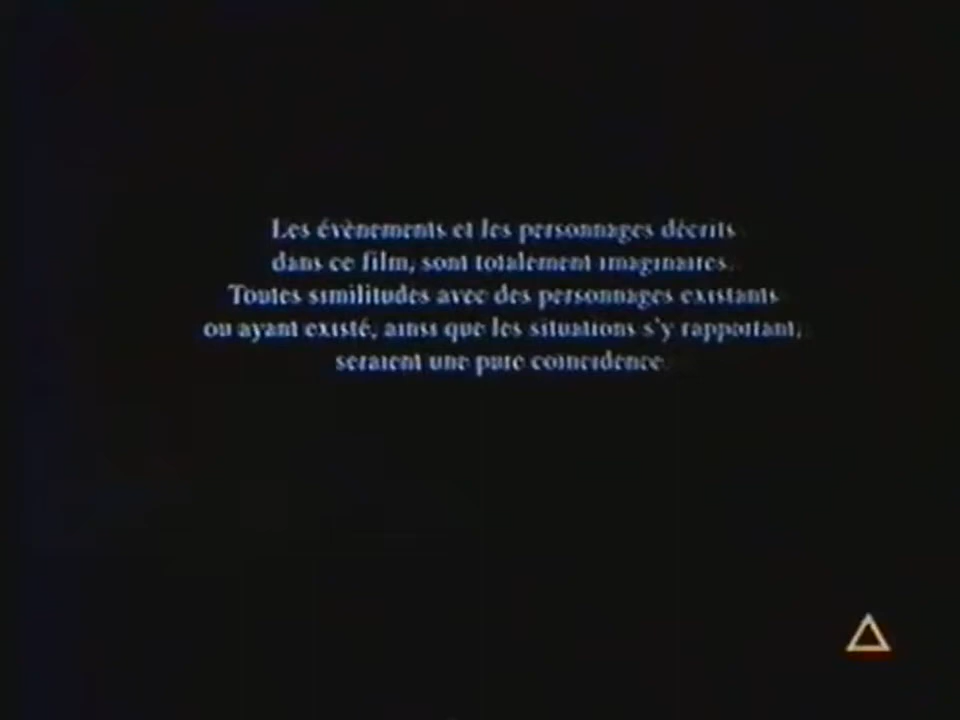 Les évènements et les personnages décrits
dans ce film, sont totalement imaginaires.
Toutes similitudes avec des personnages existants
ou ayant existé, ainsi que les situations s'y rapportant,
seraient une pure coincidence.